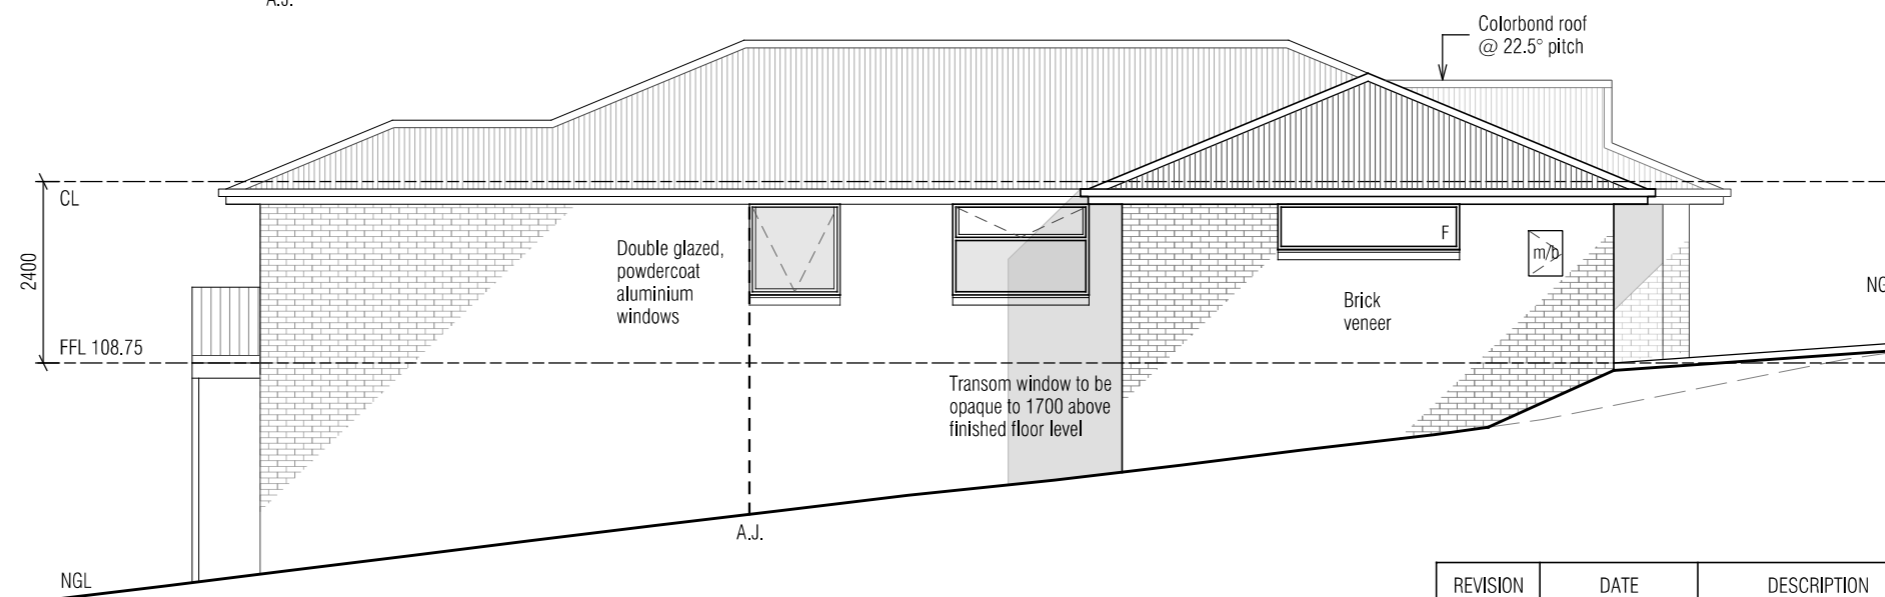 A.J.
Colorbond roof
@ 22.5° pitch
CL
2400
Double glazed,
powdercoat
aluminium
windows
F
m/b
Brick
veneer
NG
FFL 108.75
Transom window to be
opaque to 1700 above
finished floor level
A.J.
NGL
REVISION DATE DESCRIPTION